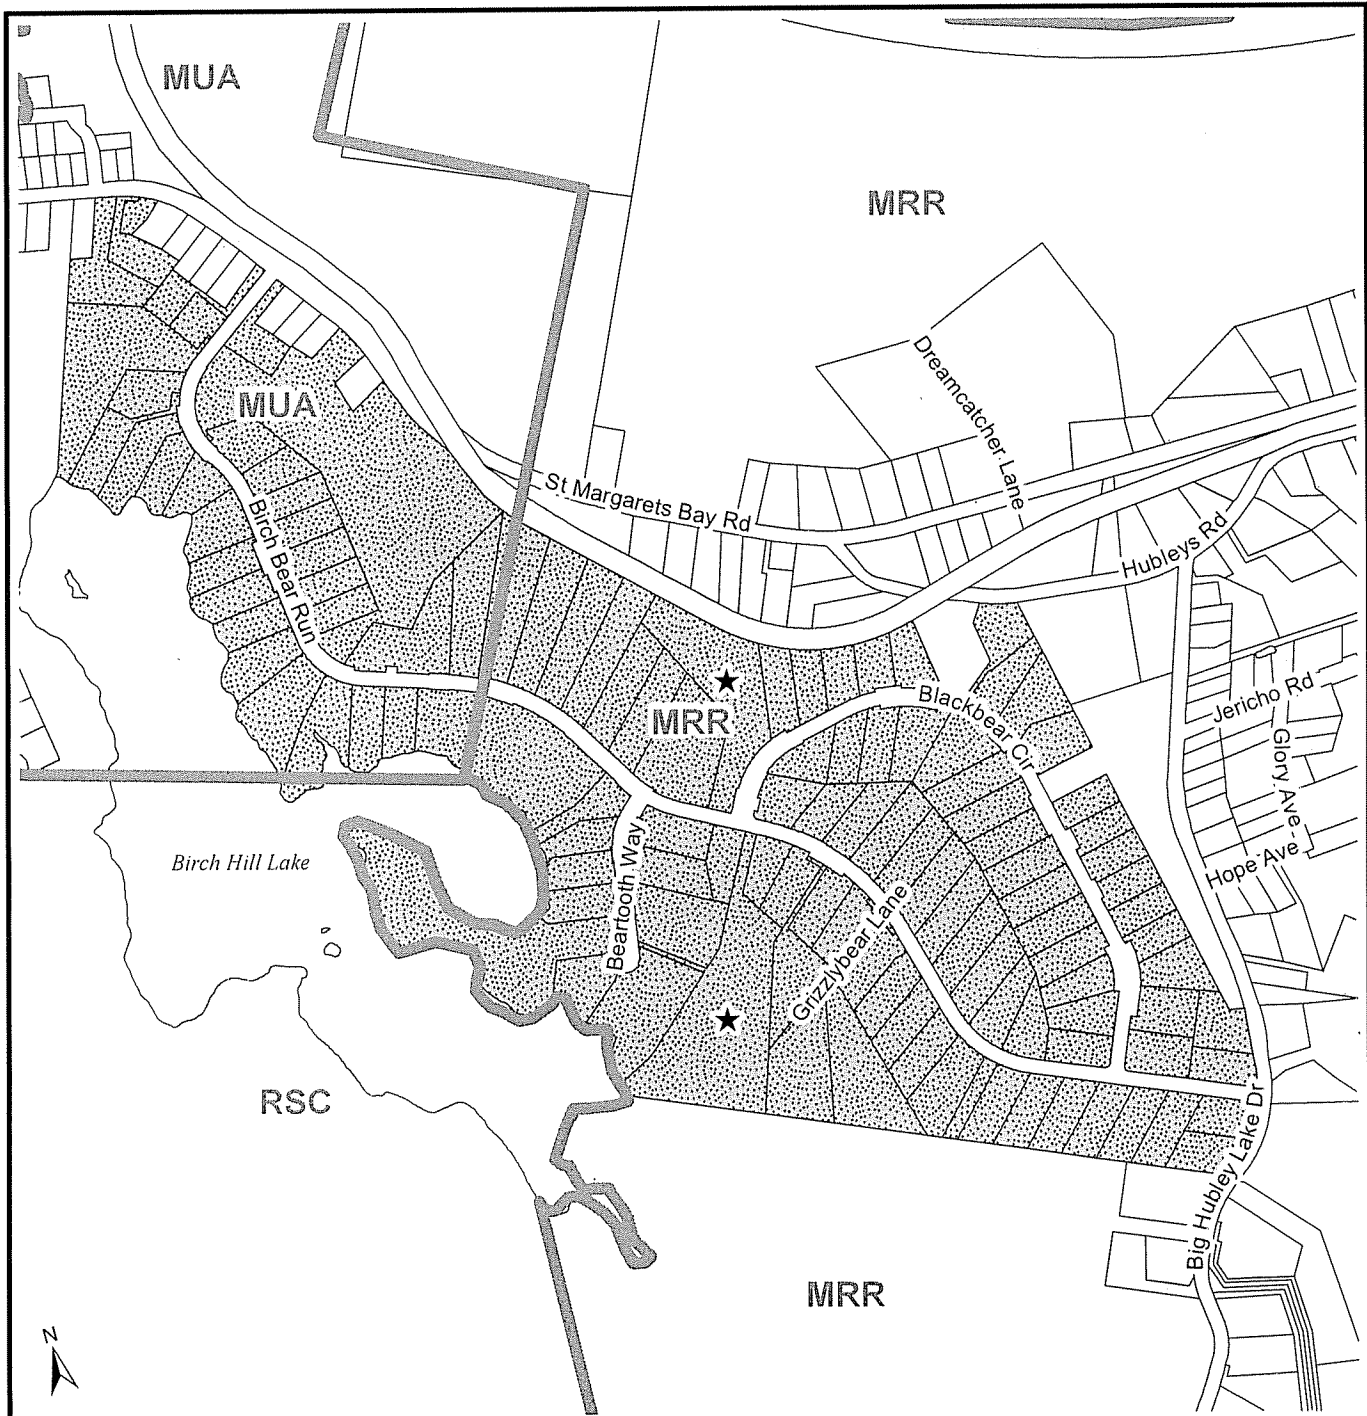 MUA
MRR
Dreamcatcher Lane
MUA
St Margarets Bay Rd
Hubleys Rd
Birch Bear Run
Blackbear Cir
Jericho Rd
MRR
Glory Ave
Birch Hill Lake
Beartooth Way
Hope Ave
Grizzlybear Lane
RSC
Big Hubley Lake Dr
MRR
N